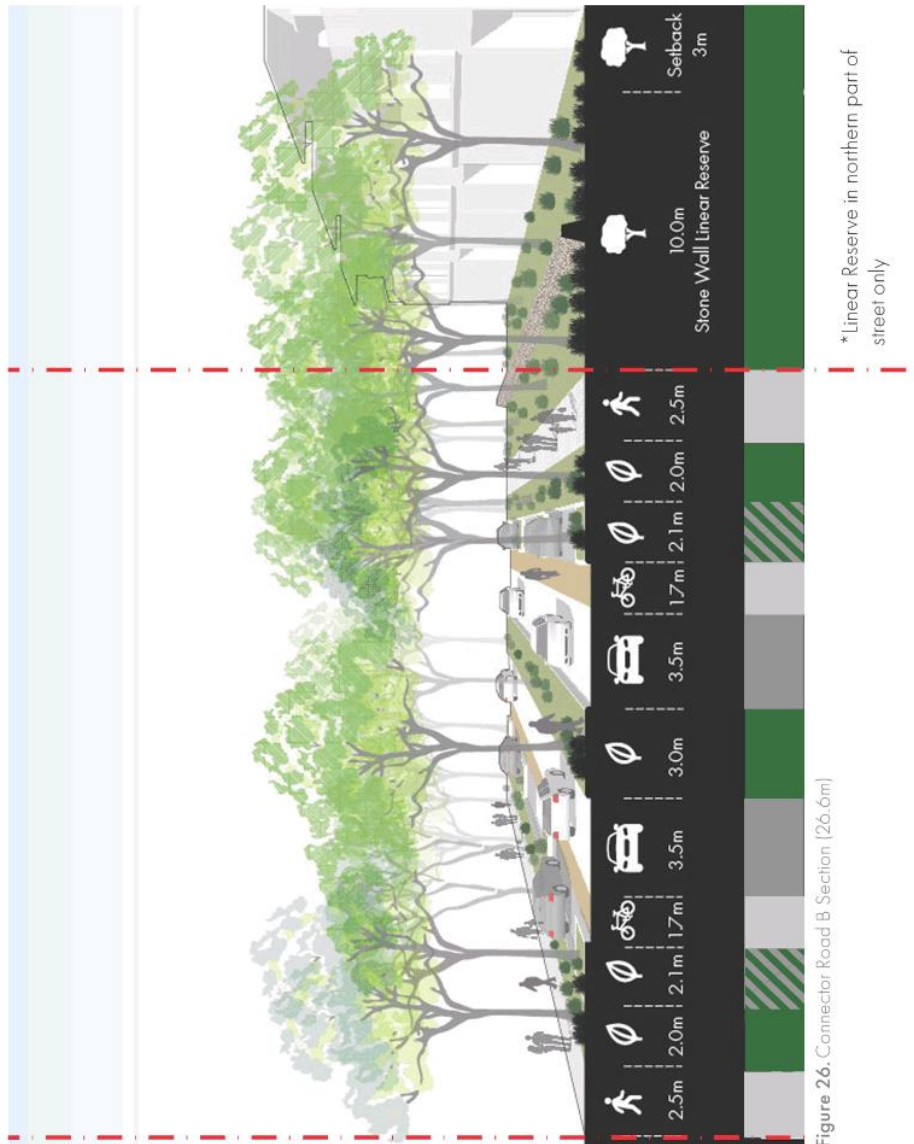 2.5m
2.0m
2.1m
1.7m
3.5m
3.0m
3.5m
1.7m
2.1m
2.0m
2.5m
10.0m
Stone Wall Linear Reserve
Setback
3m
Figure 26. Connector Road B Section (26.6m)
*Linear Reserve in northern part of
street only